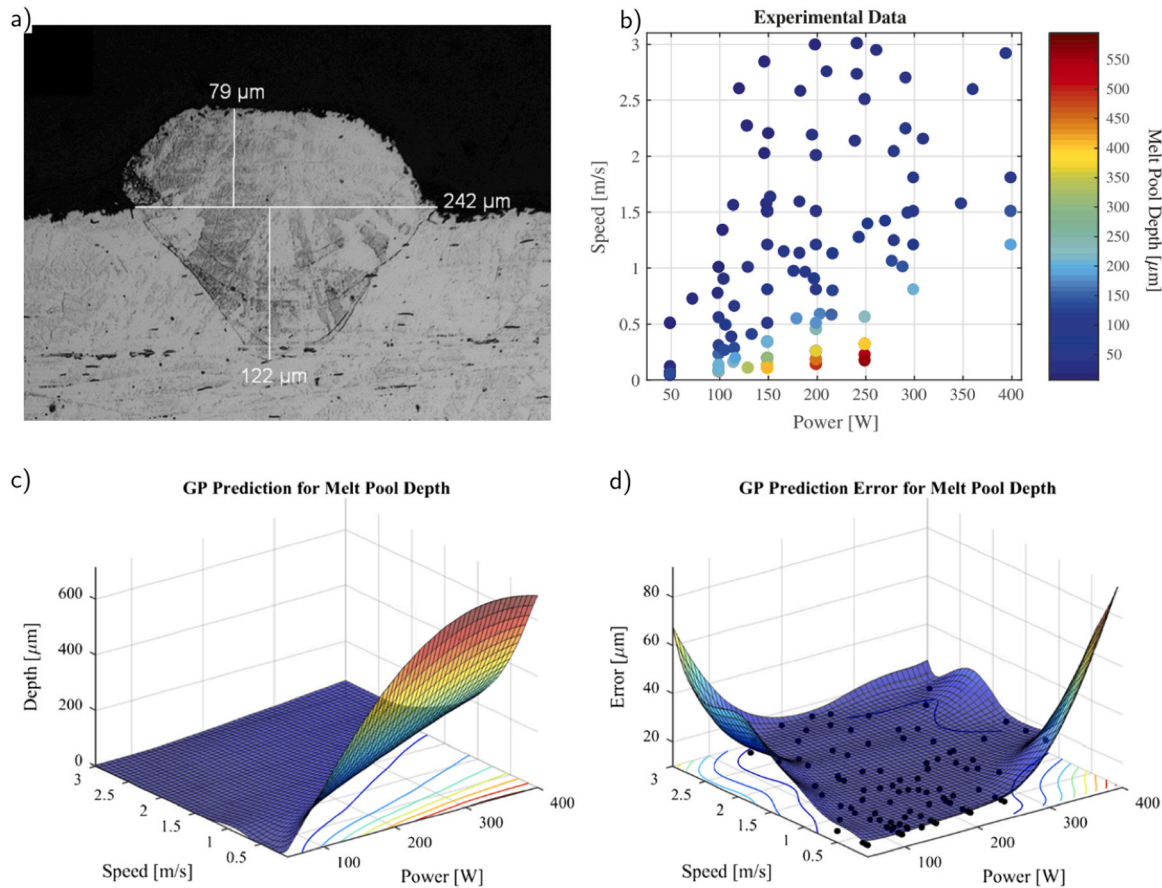 a)
79 µm
242 µm
122 µm
b)
Experimental Data
3
2.5
2
1.5
1
0.5
0
Speed [m/s]
50 100 150 200 250 300 350 400
Power [W]
550
500
450
400
350
300
250
200
150
100
50
Melt Pool Depth [µm]
c)
GP Prediction for Melt Pool Depth
600
400
200
0
Depth [µm]
3
2.5
2
1.5
1
0.5
Speed [m/s]
100
200
300
400
Power [W]
d)
GP Prediction Error for Melt Pool Depth
80
60
40
20
Error [µm]
3
2.5
2
1.5
1
0.5
Speed [m/s]
100
200
300
400
Power [W]